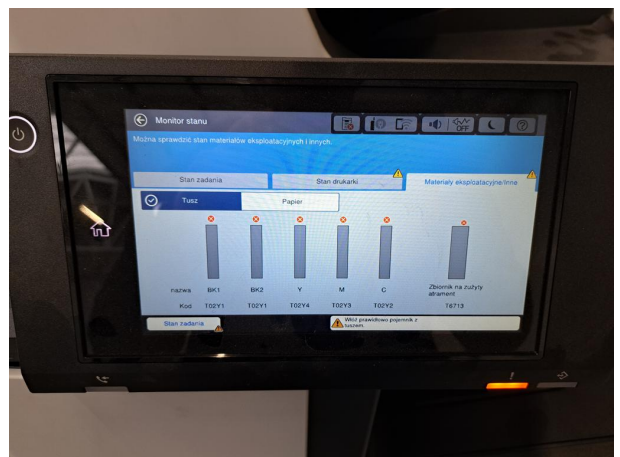 Monitor stanu
OFF
Można sprawdzić stan materiałów eksploatacyjnych i innych.
Stan zadania
Stan drukarki
Materiały eksploatacyjne/Inne
Tusz
Papier
nazwa BK1 BK2 Y M C Zbiornik na zużyty
atrament
Kod T02Y1 T02Y1 T02Y4 T02Y3 T02Y2 T6713
Stan zadania
Włóż prawidłowo pojemnik z
tuszem.